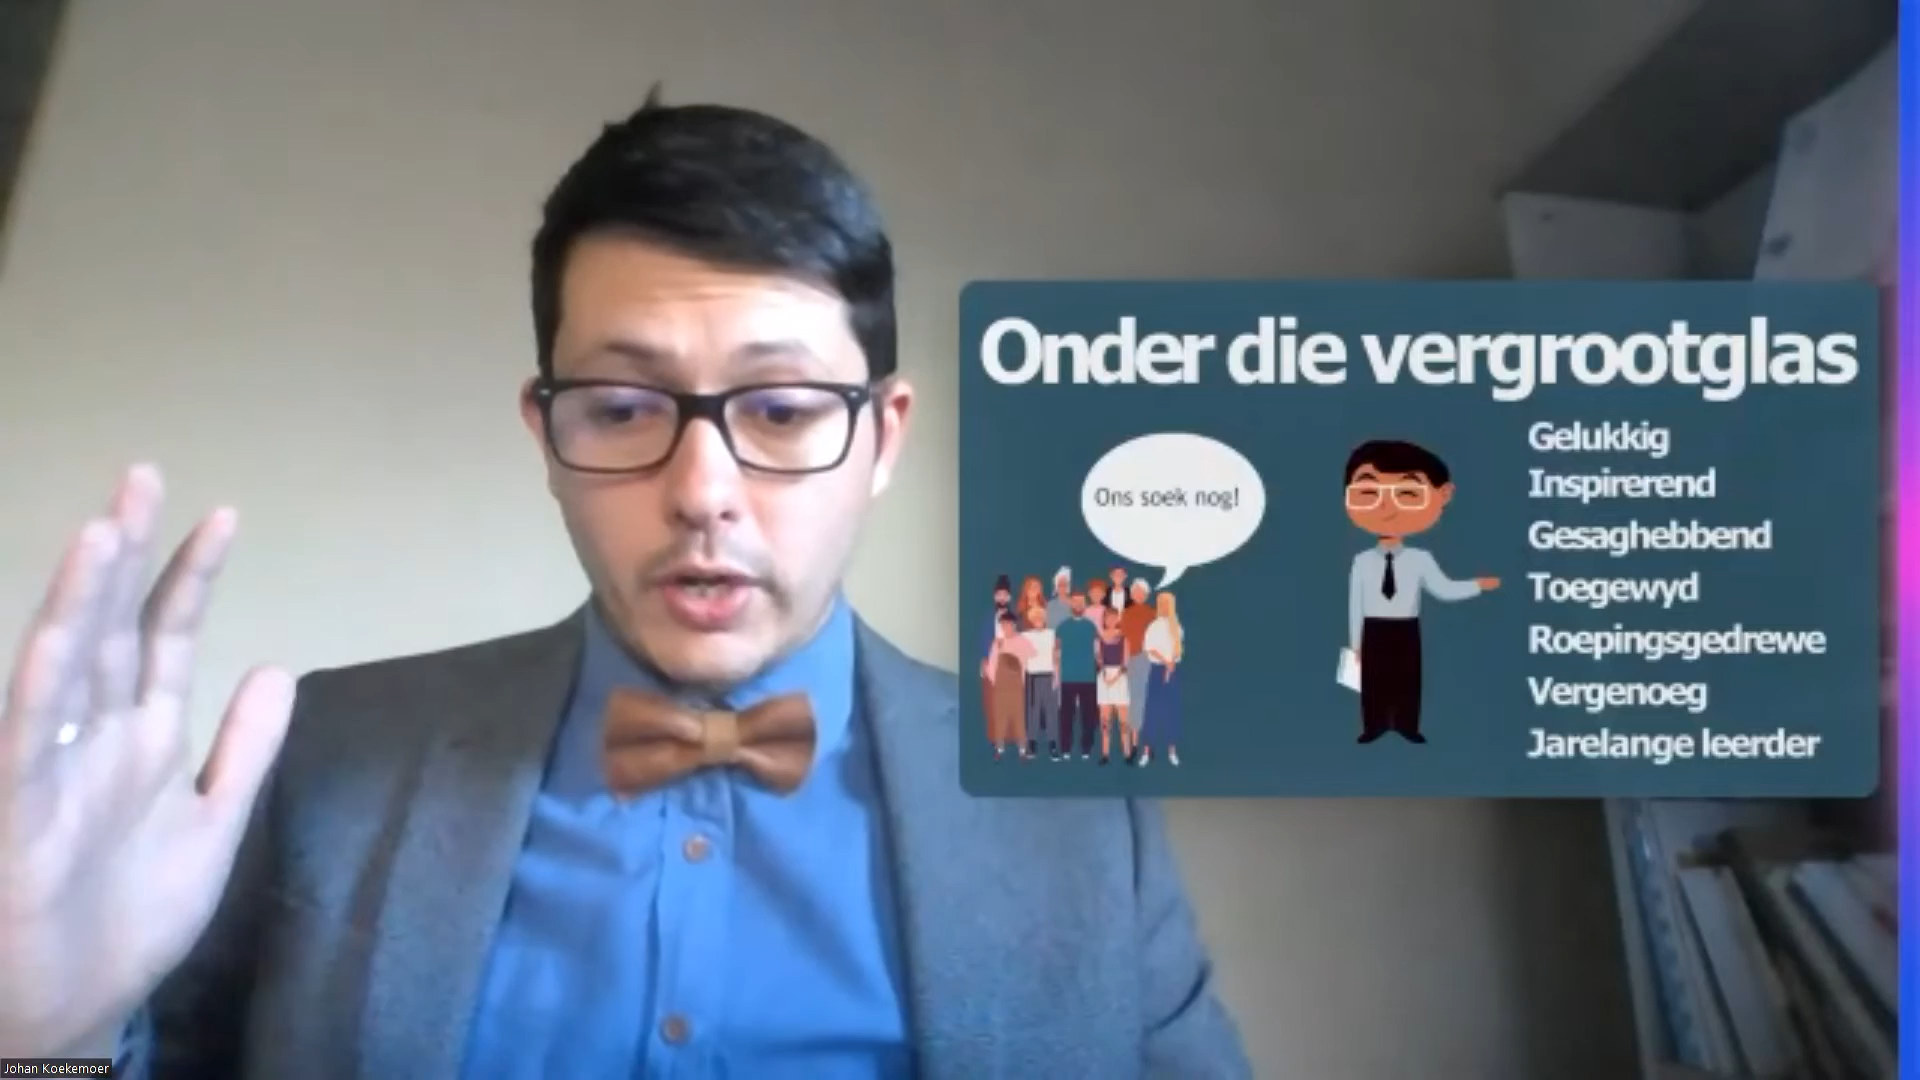 Onder die vergrootglas
Ons soek nog!
Gelukkig
Inspirerend
Gesaghebbend
Toegewyd
Roepingsgedrewe
Vergenoeg
Jarelange leerder
Johan Koekemoer